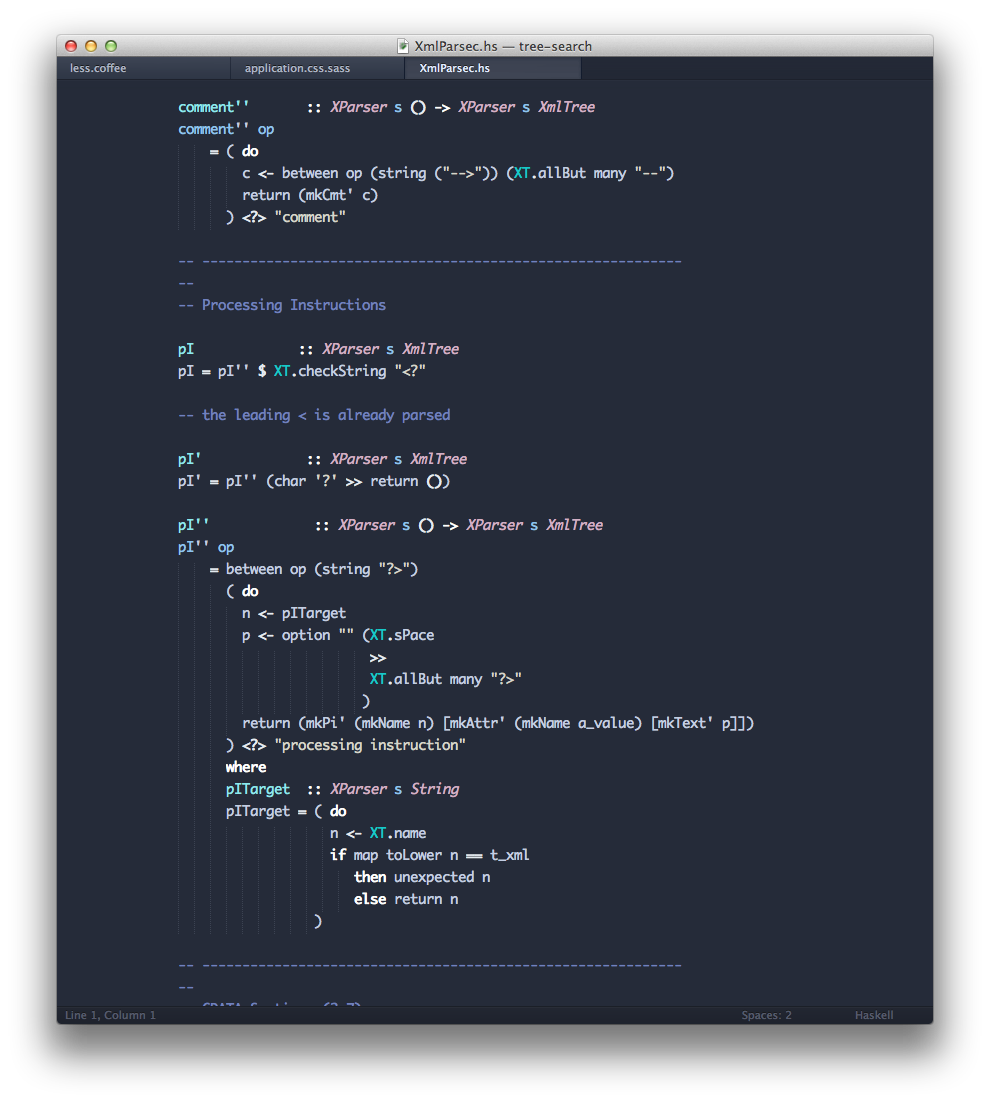 XmlParsec.hs — tree-search
less.coffee application.css.sass XmlParsec.hs
comment''       :: XParser s () -> XParser s XmlTree
comment'' op
    = ( do
        c <- between op (string ("-->")) (XT.allBut many "--")
        return (mkCmt' c)
      ) <?> "comment"
-- ------------------------------------------------------------
--
-- Processing Instructions
pI             :: XParser s XmlTree
pI = pI'' $ XT.checkString "<?"
-- the leading < is already parsed
pI'             :: XParser s XmlTree
pI' = pI'' (char '?' >> return ())
pI''             :: XParser s () -> XParser s XmlTree
pI'' op
    = between op (string "?>")
      ( do
        n <- pITarget
        p <- option "" (XT.sPace
                        >>
                        XT.allBut many "?>"
                       )
        return (mkPi' (mkName n) [mkAttr' (mkName a_value) [mkText' p]])
      ) <?> "processing instruction"
      where
      pITarget  :: XParser s String
      pITarget = ( do
                   n <- XT.name
                   if map toLower n == t_xml
                      then unexpected n
                      else return n
                 )
-- ------------------------------------------------------------
--
Line 1, Column 1 Spaces: 2 Haskell